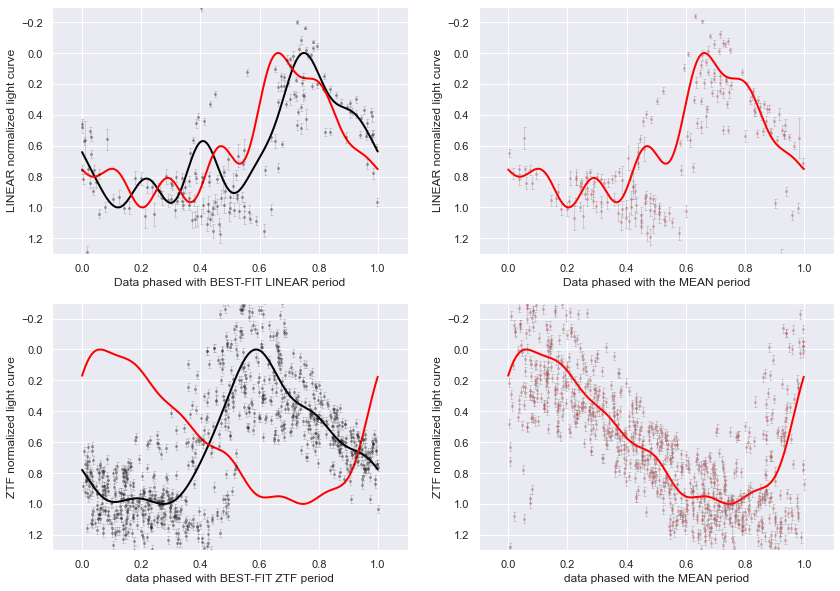 −0.2
0.0
0.2
0.4
0.6
0.8
1.0
1.2
LINEAR normalized light curve
0.0 0.2 0.4 0.6 0.8 1.0
Data phased with BEST-FIT LINEAR period
−0.2
0.0
0.2
0.4
0.6
0.8
1.0
1.2
LINEAR normalized light curve
0.0 0.2 0.4 0.6 0.8 1.0
Data phased with the MEAN period
−0.2
0.0
0.2
0.4
0.6
0.8
1.0
1.2
ZTF normalized light curve
0.0 0.2 0.4 0.6 0.8 1.0
data phased with BEST-FIT ZTF period
−0.2
0.0
0.2
0.4
0.6
0.8
1.0
1.2
ZTF normalized light curve
0.0 0.2 0.4 0.6 0.8 1.0
data phased with the MEAN period